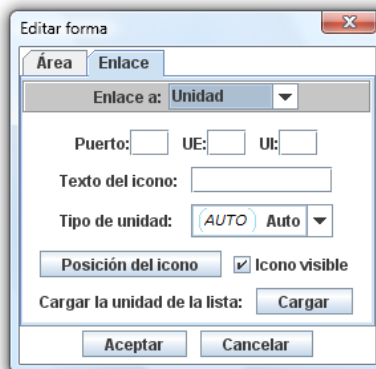 Editar forma
Área Enlace
Enlace a: Unidad
Puerto: UE: UI:
Texto del icono:
Tipo de unidad: (AUTO) Auto
Posición del icono Icono visible
Cargar la unidad de la lista: Cargar
Aceptar Cancelar